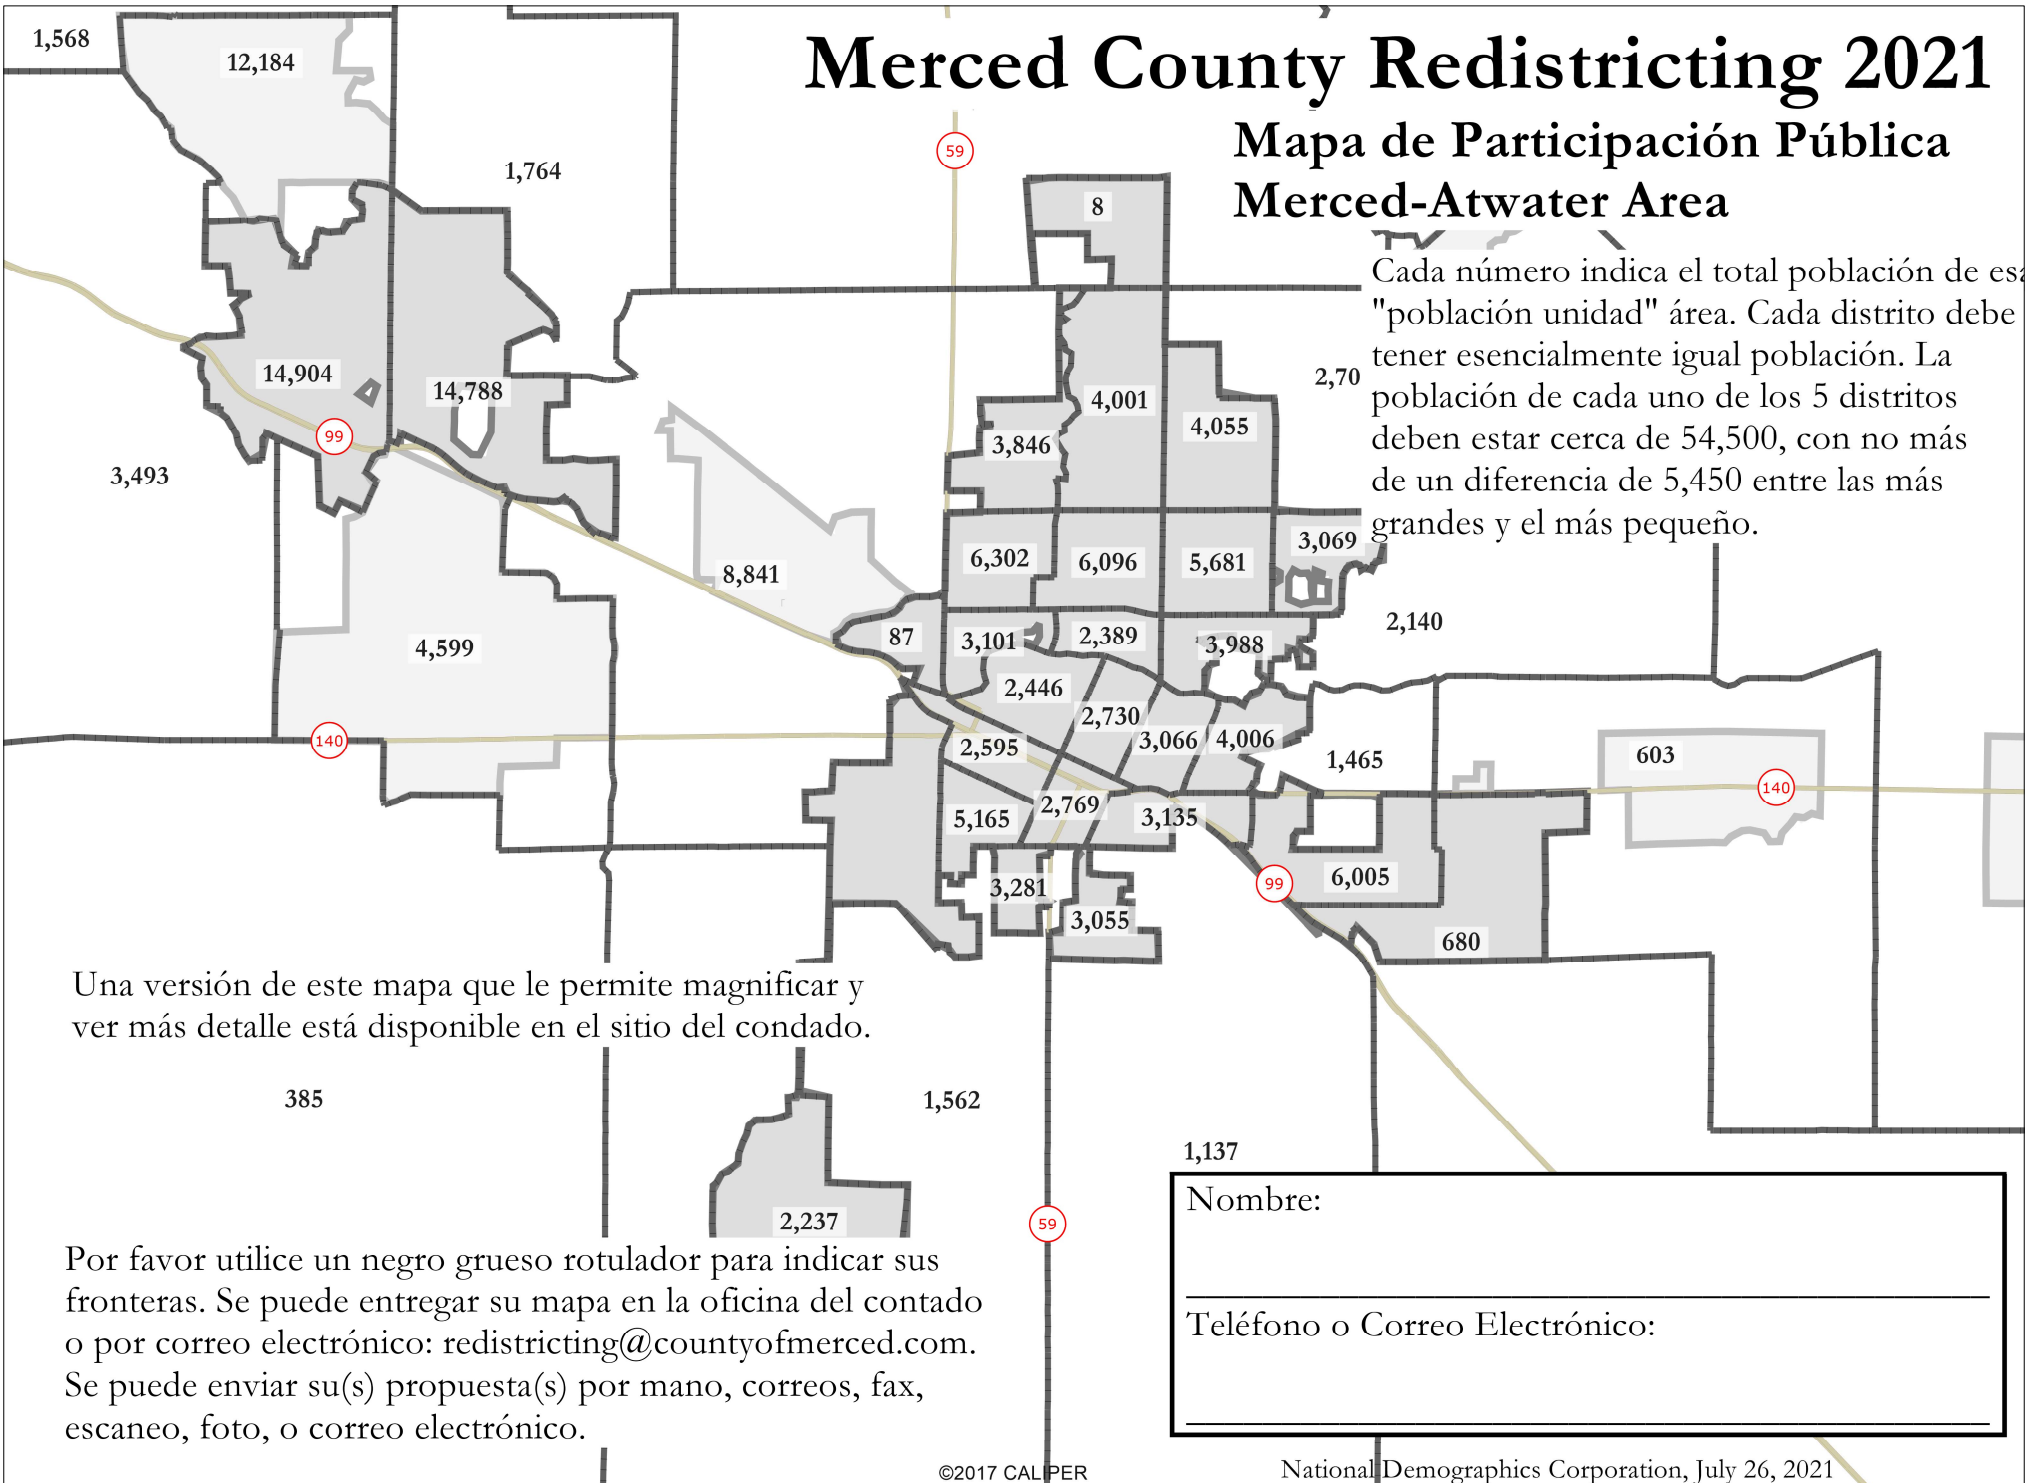 Merced County Redistricting 2021
Mapa de Participación Pública
Merced-Atwater Area
Cada número indica el total población de esa
"población unidad" área. Cada distrito debe
tener esencialmente igual población. La
población de cada uno de los 5 distritos
deben estar cerca de 54,500, con no más
de un diferencia de 5,450 entre las más
grandes y el más pequeño.
1,568
12,184
1,764
59
8
14,904
14,788
2,70
4,001
4,055
3,846
99
3,493
3,069
6,302
6,096
5,681
8,841
87
3,101
2,389
3,988
2,140
4,599
2,446
2,730
3,066
4,006
140
2,595
1,465
603
140
5,165
2,769
3,135
3,281
99
6,005
3,055
680
Una versión de este mapa que le permite magnificar y
ver más detalle está disponible en el sitio del condado.
385
1,562
1,137
2,237
59
Por favor utilice un negro grueso rotulador para indicar sus
fronteras. Se puede entregar su mapa en la oficina del contado
o por correo electrónico: redistricting@countyofmerced.com.
Se puede enviar su(s) propuesta(s) por mano, correos, fax,
escaneo, foto, o correo electrónico.
Nombre:
Teléfono o Correo Electrónico:
©2017 CALIPER
National Demographics Corporation, July 26, 2021